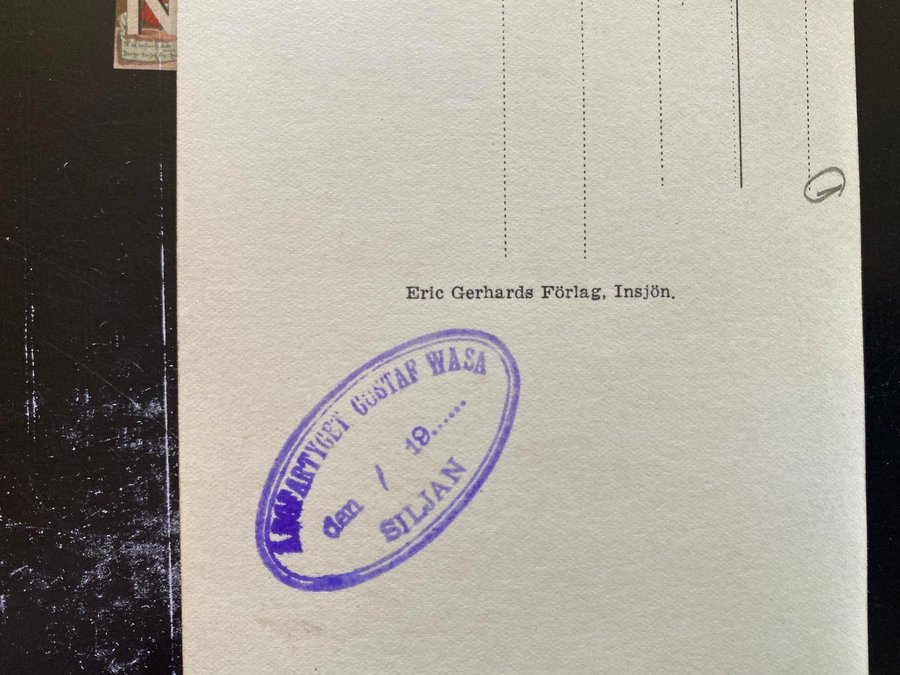 Eric Gerhards Förlag, Insjön.
GUSTAF WASA
den / 19......
SILJAN